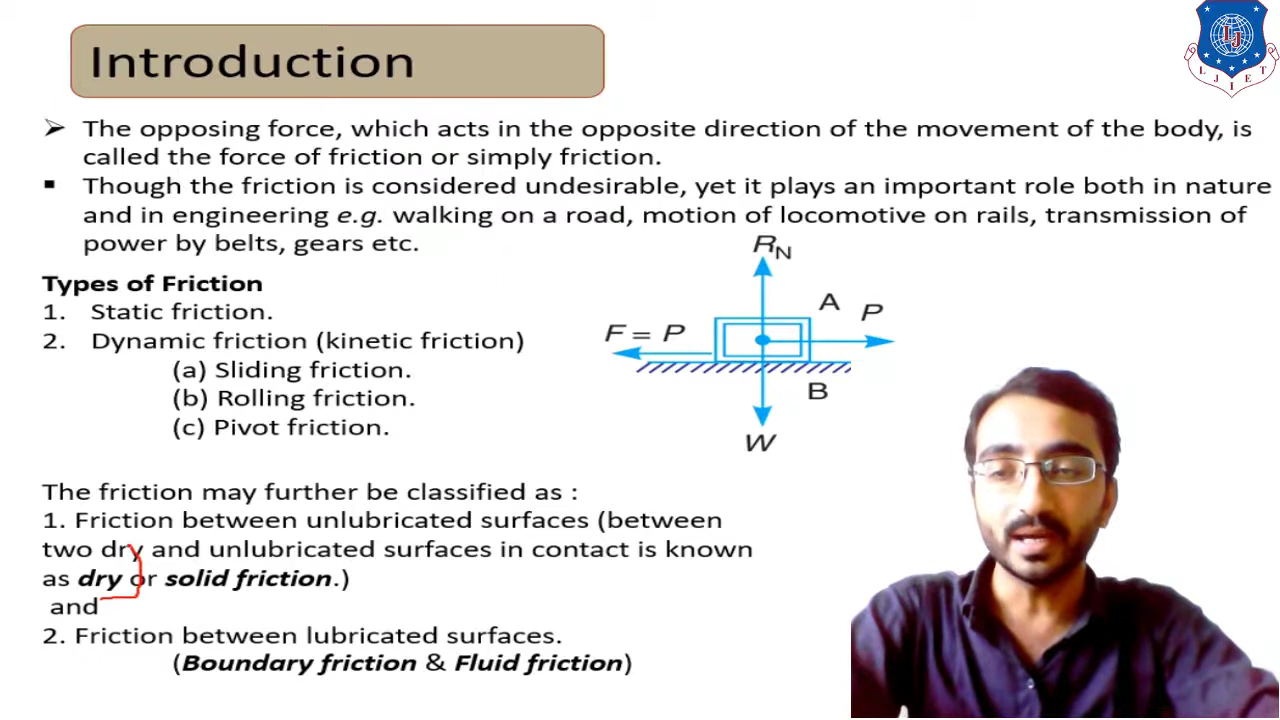 Introduction
LJ
L J I E T
➢ The opposing force, which acts in the opposite direction of the movement of the body, is
called the force of friction or simply friction.
▪ Though the friction is considered undesirable, yet it plays an important role both in nature
and in engineering e.g. walking on a road, motion of locomotive on rails, transmission of
power by belts, gears etc.
Types of Friction
1. Static friction.
2. Dynamic friction (kinetic friction)
(a) Sliding friction.
(b) Rolling friction.
(c) Pivot friction.
RN
A
P
F = P
B
W
The friction may further be classified as :
1. Friction between unlubricated surfaces (between
two dry and unlubricated surfaces in contact is known
as dry or solid friction.)
and
2. Friction between lubricated surfaces.
(Boundary friction & Fluid friction)